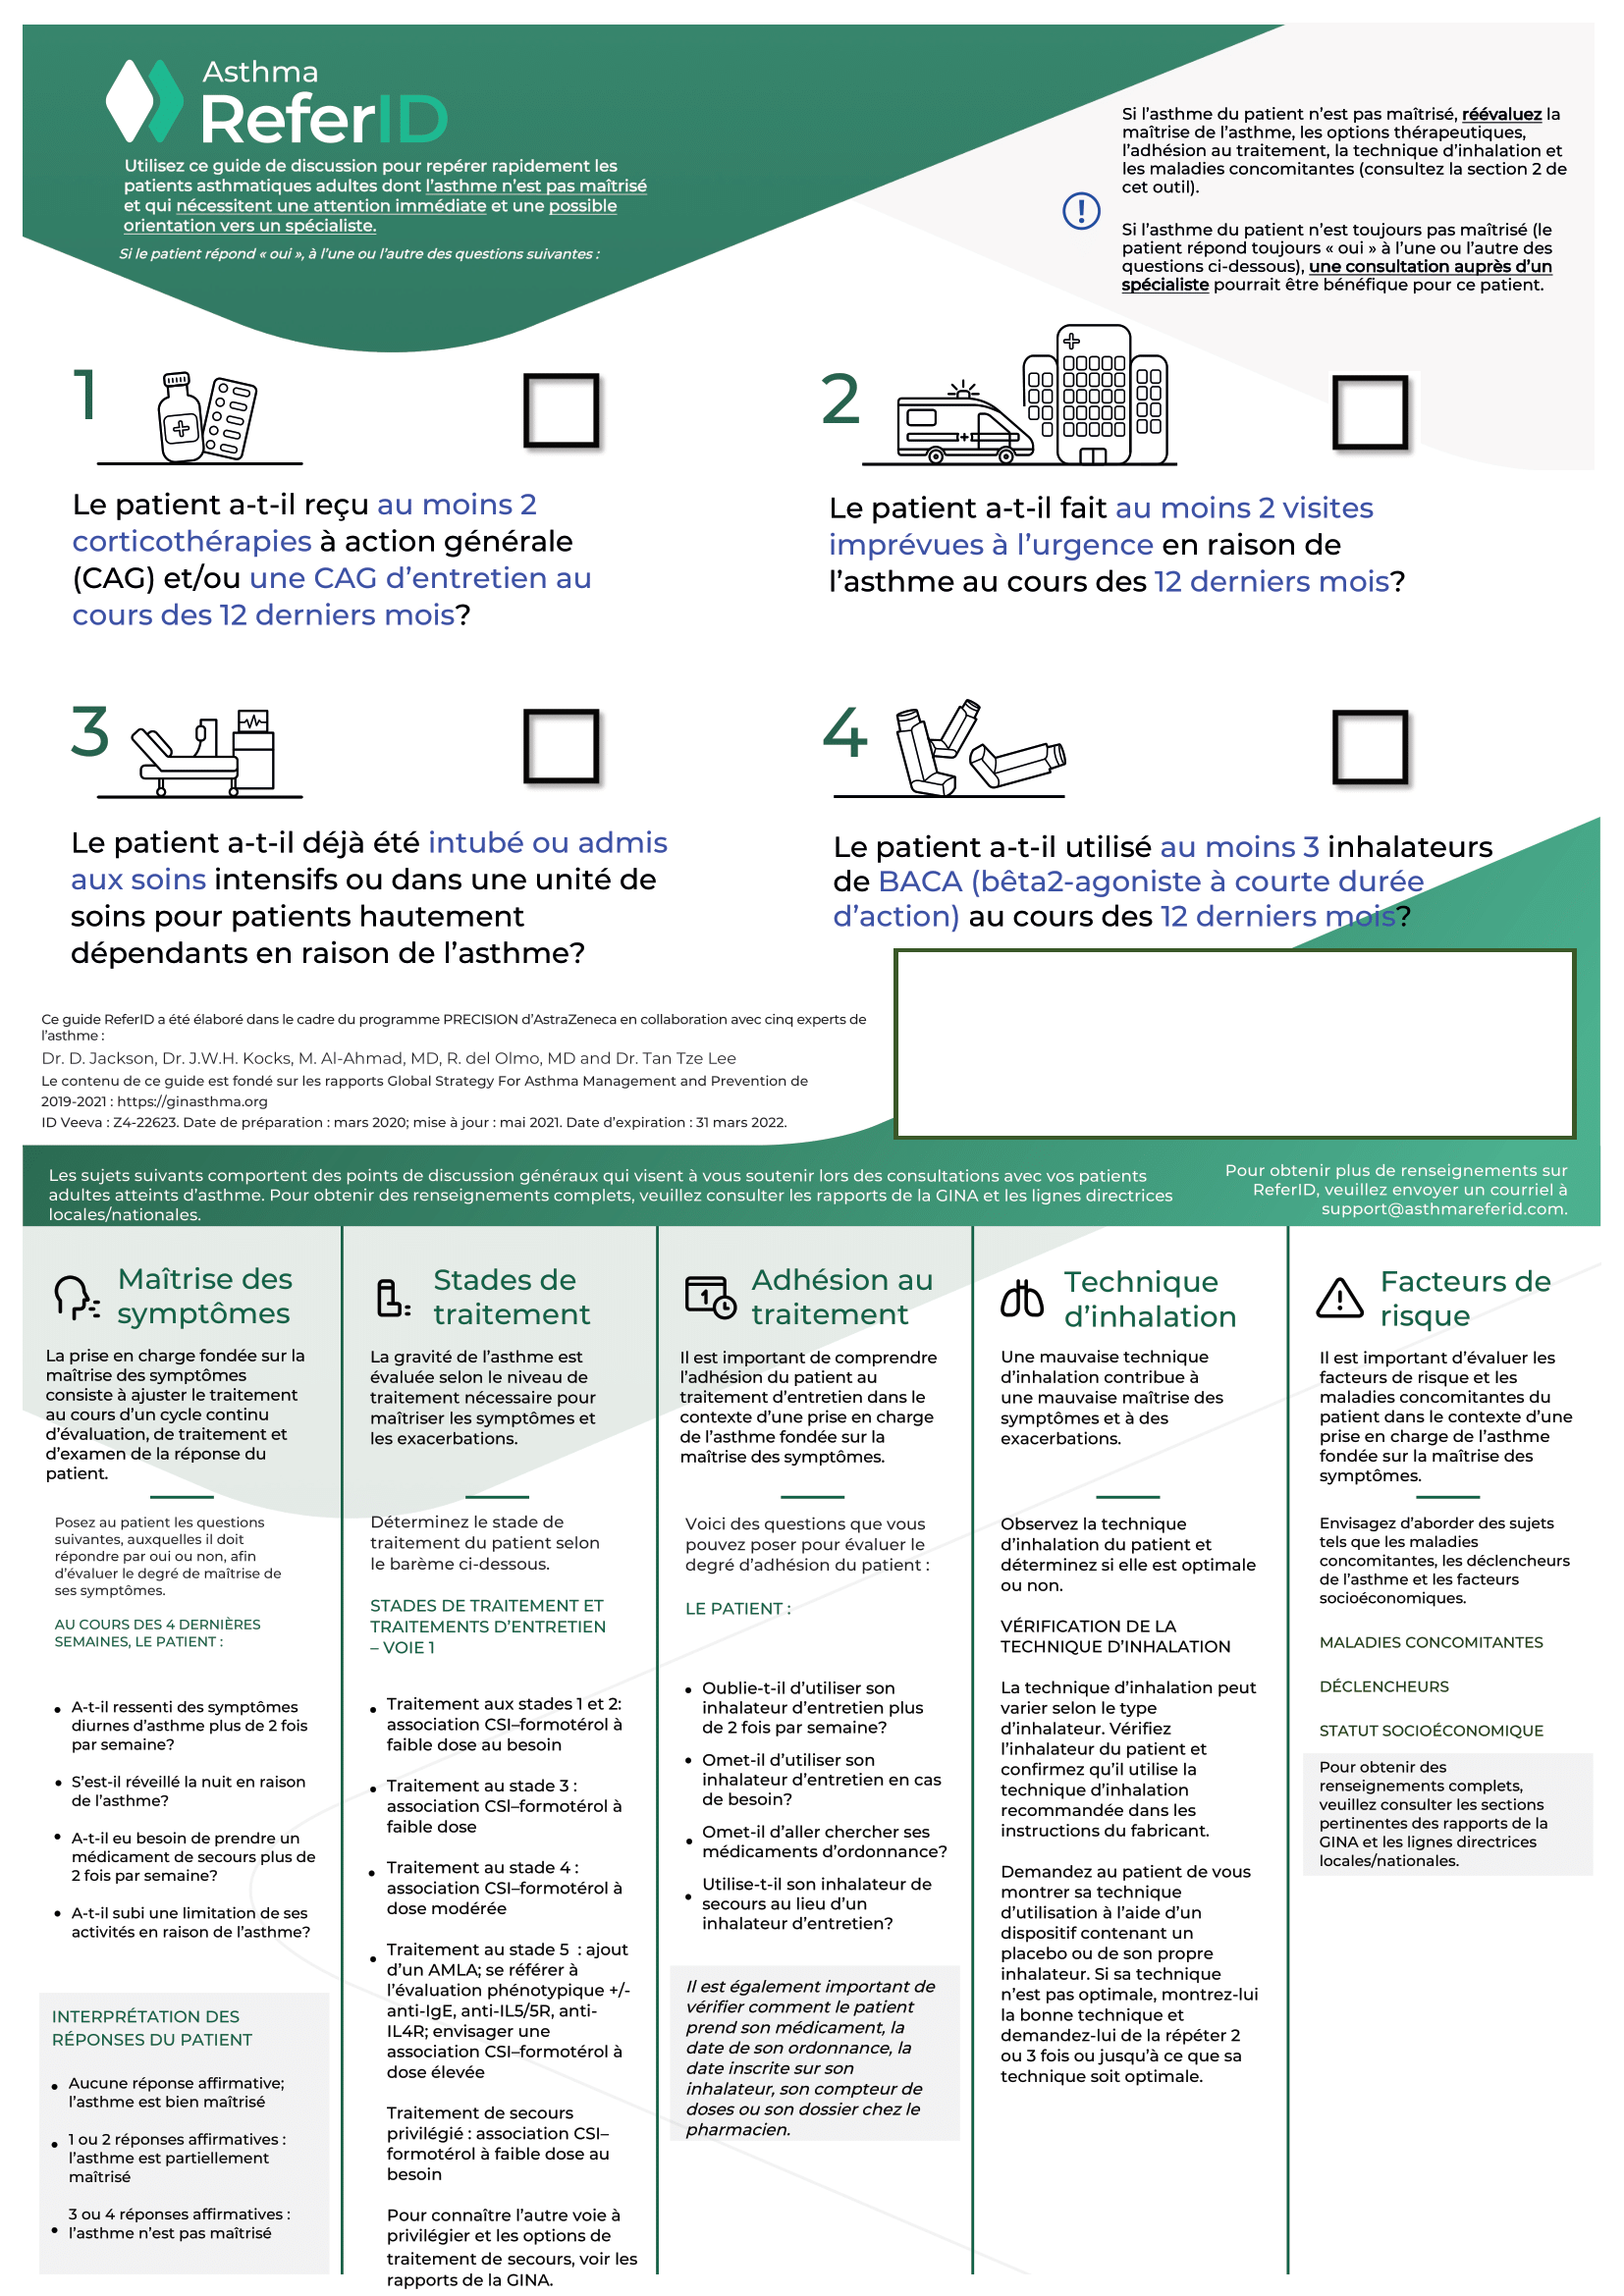 Asthma
ReferID
Utilisez ce guide de discussion pour repérer rapidement les
patients asthmatiques adultes dont l’asthme n’est pas maîtrisé
et qui nécessitent une attention immédiate et une possible
orientation vers un spécialiste.
Si le patient répond « oui », à l’une ou l’autre des questions suivantes :
Si l’asthme du patient n’est pas maîtrisé, réévaluez la
maîtrise de l’asthme, les options thérapeutiques,
l’adhésion au traitement, la technique d’inhalation et
les maladies concomitantes (consultez la section 2 de
cet outil).
Si l’asthme du patient n’est toujours pas maîtrisé (le
patient répond toujours « oui » à l’une ou l’autre des
questions ci-dessous), une consultation auprès d’un
spécialiste pourrait être bénéfique pour ce patient.
1
Le patient a-t-il reçu au moins 2
corticothérapies à action générale
(CAG) et/ou une CAG d’entretien au
cours des 12 derniers mois?
2
Le patient a-t-il fait au moins 2 visites
imprévues à l’urgence en raison de
l’asthme au cours des 12 derniers mois?
3
Le patient a-t-il déjà été intubé ou admis
aux soins intensifs ou dans une unité de
soins pour patients hautement
dépendants en raison de l’asthme?
4
Le patient a-t-il utilisé au moins 3 inhalateurs
de BACA (bêta2-agoniste à courte durée
d’action) au cours des 12 derniers mois?
Ce guide ReferID a été élaboré dans le cadre du programme PRECISION d’AstraZeneca en collaboration avec cinq experts de
l’asthme :
Dr. D. Jackson, Dr. J.W.H. Kocks, M. Al-Ahmad, MD, R. del Olmo, MD and Dr. Tan Tze Lee
Le contenu de ce guide est fondé sur les rapports Global Strategy For Asthma Management and Prevention de
2019-2021 : https://ginasthma.org
ID Veeva : Z4-22623. Date de préparation : mars 2020; mise à jour : mai 2021. Date d’expiration : 31 mars 2022.
Les sujets suivants comportent des points de discussion généraux qui visent à vous soutenir lors des consultations avec vos patients
adultes atteints d’asthme. Pour obtenir des renseignements complets, veuillez consulter les rapports de la GINA et les lignes directrices
locales/nationales.
Pour obtenir plus de renseignements sur
ReferID, veuillez envoyer un courriel à
support@asthmareferid.com.
Maîtrise des
symptômes
La prise en charge fondée sur la
maîtrise des symptômes
consiste à ajuster le traitement
au cours d’un cycle continu
d’évaluation, de traitement et
d’examen de la réponse du
patient.
Posez au patient les questions
suivantes, auxquelles il doit
répondre par oui ou non, afin
d’évaluer le degré de maîtrise de
ses symptômes.
AU COURS DES 4 DERNIÈRES
SEMAINES, LE PATIENT :
• A-t-il ressenti des symptômes
diurnes d’asthme plus de 2 fois
par semaine?
• S’est-il réveillé la nuit en raison
de l’asthme?
• A-t-il eu besoin de prendre un
médicament de secours plus de
2 fois par semaine?
• A-t-il subi une limitation de ses
activités en raison de l’asthme?
INTERPRÉTATION DES
RÉPONSES DU PATIENT
• Aucune réponse affirmative;
l’asthme est bien maîtrisé
• 1 ou 2 réponses affirmatives :
l’asthme est partiellement
maîtrisé
• 3 ou 4 réponses affirmatives :
l’asthme n’est pas maîtrisé
Stades de
traitement
La gravité de l’asthme est
évaluée selon le niveau de
traitement nécessaire pour
maîtriser les symptômes et
les exacerbations.
Déterminez le stade de
traitement du patient selon
le barème ci-dessous.
STADES DE TRAITEMENT ET
TRAITEMENTS D’ENTRETIEN
– VOIE 1
• Traitement aux stades 1 et 2:
association CSI–formotérol à
faible dose au besoin
• Traitement au stade 3 :
association CSI–formotérol à
faible dose
• Traitement au stade 4 :
association CSI–formotérol à
dose modérée
• Traitement au stade 5 : ajout
d’un AMLA; se référer à
l’évaluation phénotypique +/-
anti-IgE, anti-IL5/5R, anti-
IL4R; envisager une
association CSI–formotérol à
dose élevée
Traitement de secours
privilégié : association CSI–
formotérol à faible dose au
besoin
Pour connaître l’autre voie à
privilégier et les options de
traitement de secours, voir les
rapports de la GINA.
1
Adhésion au
traitement
Il est important de comprendre
l’adhésion du patient au
traitement d’entretien dans le
contexte d’une prise en charge
de l’asthme fondée sur la
maîtrise des symptômes.
Voici des questions que vous
pouvez poser pour évaluer le
degré d’adhésion du patient :
LE PATIENT :
• Oublie-t-il d’utiliser son
inhalateur d’entretien plus
de 2 fois par semaine?
• Omet-il d’utiliser son
inhalateur d’entretien en cas
de besoin?
• Omet-il d’aller chercher ses
médicaments d’ordonnance?
• Utilise-t-il son inhalateur de
secours au lieu d’un
inhalateur d’entretien?
Il est également important de
vérifier comment le patient
prend son médicament, la
date de son ordonnance, la
date inscrite sur son
inhalateur, son compteur de
doses ou son dossier chez le
pharmacien.
Technique
d’inhalation
Une mauvaise technique
d’inhalation contribue à
une mauvaise maîtrise des
symptômes et à des
exacerbations.
Observez la technique
d’inhalation du patient et
déterminez si elle est optimale
ou non.
VÉRIFICATION DE LA
TECHNIQUE D’INHALATION
La technique d’inhalation peut
varier selon le type
d’inhalateur. Vérifiez
l’inhalateur du patient et
confirmez qu’il utilise la
technique d’inhalation
recommandée dans les
instructions du fabricant.
Demandez au patient de vous
montrer sa technique
d’utilisation à l’aide d’un
dispositif contenant un
placebo ou de son propre
inhalateur. Si sa technique
n’est pas optimale, montrez-lui
la bonne technique et
demandez-lui de la répéter 2
ou 3 fois ou jusqu’à ce que sa
technique soit optimale.
Facteurs de
risque
Il est important d’évaluer les
facteurs de risque et les
maladies concomitantes du
patient dans le contexte d’une
prise en charge de l’asthme
fondée sur la maîtrise des
symptômes.
Envisagez d’aborder des sujets
tels que les maladies
concomitantes, les déclencheurs
de l’asthme et les facteurs
socioéconomiques.
MALADIES CONCOMITANTES
DÉCLENCHEURS
STATUT SOCIOÉCONOMIQUE
Pour obtenir des
renseignements complets,
veuillez consulter les sections
pertinentes des rapports de la
GINA et les lignes directrices
locales/nationales.